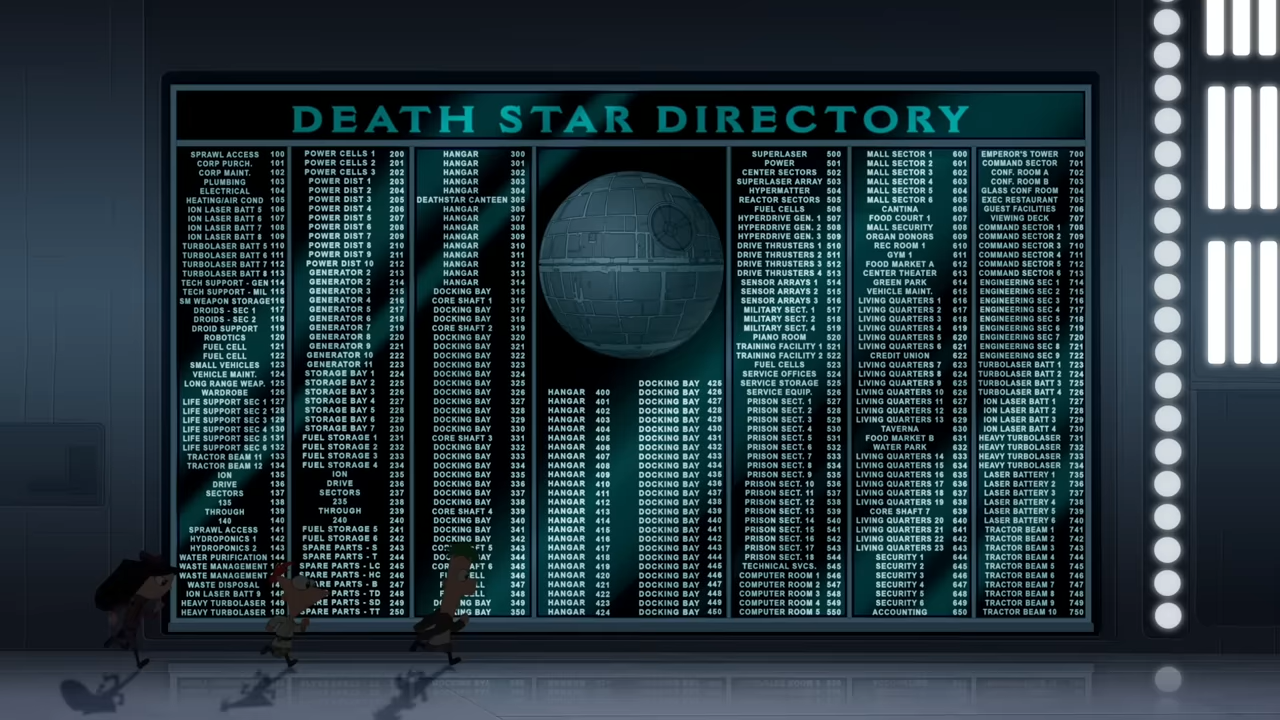 DEATH STAR DIRECTORY
SPRAWL ACCESS 100
CORP PURCH. 101
CORP MAINT. 102
PLUMBING 103
ELECTRICAL 104
HEATING/AIR COND 105
ION LASER BATT 5 106
ION LASER BATT 6 107
ION LASER BATT 7 108
ION LASER BATT 8 109
TURBOLASER BATT 5 110
TURBOLASER BATT 6 111
TURBOLASER BATT 7 112
TURBOLASER BATT 8 113
TECH SUPPORT - GEN 114
TECH SUPPORT - MIL 115
SM WEAPON STORAGE 116
DROIDS - SEC 1 117
DROIDS - SEC 2 118
DROID SUPPORT 119
ROBOTICS 120
FUEL CELL 121
FUEL CELL 122
SMALL VEHICLES 123
VEHICLE MAINT. 124
LONG RANGE WEAP. 125
WARDROBE 126
LIFE SUPPORT SEC 1 127
LIFE SUPPORT SEC 2 128
LIFE SUPPORT SEC 3 129
LIFE SUPPORT SEC 4 130
LIFE SUPPORT SEC 5 131
LIFE SUPPORT SEC 6 132
TRACTOR BEAM 11 133
TRACTOR BEAM 12 134
ION 135
DRIVE 136
SECTORS 137
135 138
THROUGH 139
140 140
SPRAWL ACCESS 141
HYDROPONICS 1 142
HYDROPONICS 2 143
WATER PURIFICATION 144
WASTE MANAGEMENT 145
WASTE MANAGEMENT
WASTE DISPOSAL
ION LASER BATT 9
HEAVY TURBOLASER 149
HEAVY TURBOLASER 150
POWER CELLS 1 200
POWER CELLS 2 201
POWER CELLS 3 202
POWER DIST 1 203
POWER DIST 2 204
POWER DIST 3 205
POWER DIST 4 206
POWER DIST 5 207
POWER DIST 6 208
POWER DIST 7 209
POWER DIST 8 210
POWER DIST 9 211
POWER DIST 10 212
GENERATOR 2 213
GENERATOR 2 214
GENERATOR 3 215
GENERATOR 4 216
GENERATOR 5 217
GENERATOR 6 218
GENERATOR 7 219
GENERATOR 8 220
GENERATOR 9 221
GENERATOR 10 222
GENERATOR 11 223
STORAGE BAY 1 224
STORAGE BAY 2 225
STORAGE BAY 3 226
STORAGE BAY 4 227
STORAGE BAY 5 228
STORAGE BAY 6 229
STORAGE BAY 7 230
FUEL STORAGE 1 231
FUEL STORAGE 2 232
FUEL STORAGE 3 233
FUEL STORAGE 4 234
ION 235
DRIVE 236
SECTORS 237
235 238
THROUGH 239
240 240
FUEL STORAGE 5 241
FUEL STORAGE 6 242
SPARE PARTS - S 243
SPARE PARTS - T 244
SPARE PARTS - LC 245
SPARE PARTS - HC 246
RE PARTS - B 247
RE PARTS - TD 248
RE PARTS - SD 249
RE PARTS - TT 250
HANGAR 300
HANGAR 301
HANGAR 302
HANGAR 303
HANGAR 304
DEATHSTAR CANTEEN 305
HANGAR 306
HANGAR 307
HANGAR 308
HANGAR 309
HANGAR 310
HANGAR 311
HANGAR 312
HANGAR 313
HANGAR 314
DOCKING BAY 315
CORE SHAFT 1 316
DOCKING BAY 317
DOCKING BAY 318
CORE SHAFT 2 319
DOCKING BAY 320
DOCKING BAY 321
DOCKING BAY 322
DOCKING BAY 323
DOCKING BAY 324
DOCKING BAY 325
DOCKING BAY 326
DOCKING BAY 327
DOCKING BAY 328
DOCKING BAY 329
DOCKING BAY 330
CORE SHAFT 3 331
DOCKING BAY 332
DOCKING BAY 333
DOCKING BAY 334
DOCKING BAY 335
DOCKING BAY 336
DOCKING BAY 337
DOCKING BAY 338
CORE SHAFT 4 339
DOCKING BAY 340
DOCKING BAY 341
DOCKING BAY 342
343
344
345
346
347
348
349
350
HANGAR 400
HANGAR 401
HANGAR 402
HANGAR 403
HANGAR 404
HANGAR 405
HANGAR 406
HANGAR 407
HANGAR 408
HANGAR 409
HANGAR 410
HANGAR 411
HANGAR 412
HANGAR 413
HANGAR 414
HANGAR 415
HANGAR 416
HANGAR 417
HANGAR 418
HANGAR 419
HANGAR 420
HANGAR 421
HANGAR 422
HANGAR 423
HANGAR 424
DOCKING BAY 425
DOCKING BAY 426
DOCKING BAY 427
DOCKING BAY 428
DOCKING BAY 429
DOCKING BAY 430
DOCKING BAY 431
DOCKING BAY 432
DOCKING BAY 433
DOCKING BAY 434
DOCKING BAY 435
DOCKING BAY 436
DOCKING BAY 437
DOCKING BAY 438
DOCKING BAY 439
DOCKING BAY 440
DOCKING BAY 441
DOCKING BAY 442
DOCKING BAY 443
DOCKING BAY 444
DOCKING BAY 445
DOCKING BAY 446
DOCKING BAY 447
DOCKING BAY 448
DOCKING BAY 449
DOCKING BAY 450
SUPERLASER 500
POWER 501
CENTER SECTORS 502
SUPERLASER ARRAY 503
HYPERMATTER 504
REACTOR SECTORS 505
FUEL CELLS 506
HYPERDRIVE GEN. 1 507
HYPERDRIVE GEN. 2 508
HYPERDRIVE GEN. 3 509
DRIVE THRUSTERS 1 510
DRIVE THRUSTERS 2 511
DRIVE THRUSTERS 3 512
DRIVE THRUSTERS 4 513
SENSOR ARRAYS 1 514
SENSOR ARRAYS 2 515
SENSOR ARRAYS 3 516
MILITARY SECT. 1 517
MILITARY SECT. 2 518
MILITARY SECT. 4 519
PIANO ROOM 520
TRAINING FACILITY 1 521
TRAINING FACILITY 2 522
FUEL CELLS 523
SERVICE OFFICES 524
SERVICE STORAGE 525
SERVICE EQUIP. 526
PRISON SECT. 1 527
PRISON SECT. 2 528
PRISON SECT. 3 529
PRISON SECT. 4 530
PRISON SECT. 5 531
PRISON SECT. 6 532
PRISON SECT. 7 533
PRISON SECT. 8 534
PRISON SECT. 9 535
PRISON SECT. 10 536
PRISON SECT. 11 537
PRISON SECT. 12 538
PRISON SECT. 13 539
PRISON SECT. 14 540
PRISON SECT. 15 541
PRISON SECT. 16 542
PRISON SECT. 17 543
PRISON SECT. 18 544
TECHNICAL SVCS. 545
COMPUTER ROOM 1 546
COMPUTER ROOM 2 547
COMPUTER ROOM 3 548
COMPUTER ROOM 4 549
COMPUTER ROOM 5 550
MALL SECTOR 1 600
MALL SECTOR 2 601
MALL SECTOR 3 602
MALL SECTOR 4 603
MALL SECTOR 5 604
MALL SECTOR 6 605
CANTINA 606
FOOD COURT 1 607
MALL SECURITY 608
ORGAN DONORS 609
REC ROOM 1 610
GYM 1 611
FOOD MARKET A 612
CENTER THEATER 613
GREEN PARK 614
VEHICLE MAINT. 615
LIVING QUARTERS 1 616
LIVING QUARTERS 2 617
LIVING QUARTERS 3 618
LIVING QUARTERS 4 619
LIVING QUARTERS 5 620
LIVING QUARTERS 6 621
CREDIT UNION 622
LIVING QUARTERS 7 623
LIVING QUARTERS 8 624
LIVING QUARTERS 9 625
LIVING QUARTERS 10 626
LIVING QUARTERS 11 627
LIVING QUARTERS 12 628
LIVING QUARTERS 13 629
TAVERNA 630
FOOD MARKET B 631
WATER PARK 632
LIVING QUARTERS 14 633
LIVING QUARTERS 15 634
LIVING QUARTERS 16 635
LIVING QUARTERS 17 636
LIVING QUARTERS 18 637
LIVING QUARTERS 19 638
CORE SHAFT 7 639
LIVING QUARTERS 20 640
LIVING QUARTERS 21 641
LIVING QUARTERS 22 642
LIVING QUARTERS 23 643
SECURITY 1 644
SECURITY 2 645
SECURITY 3 646
SECURITY 4 647
SECURITY 5 648
SECURITY 6 649
ACCOUNTING 650
EMPEROR'S TOWER 700
COMMAND SECTOR 701
CONF. ROOM A 702
CONF. ROOM B 703
GLASS CONF ROOM 704
EXEC RESTAURANT 705
GUEST FACILITIES 706
VIEWING DECK 707
COMMAND SECTOR 1 708
COMMAND SECTOR 2 709
COMMAND SECTOR 3 710
COMMAND SECTOR 4 711
COMMAND SECTOR 5 712
COMMAND SECTOR 6 713
ENGINEERING SEC 1 714
ENGINEERING SEC 2 715
ENGINEERING SEC 3 716
ENGINEERING SEC 4 717
ENGINEERING SEC 5 718
ENGINEERING SEC 6 719
ENGINEERING SEC 7 720
ENGINEERING SEC 8 721
ENGINEERING SEC 9 722
TURBOLASER BATT 1 723
TURBOLASER BATT 2 724
TURBOLASER BATT 3 725
TURBOLASER BATT 4 726
ION LASER BATT 1 727
ION LASER BATT 2 728
ION LASER BATT 3 729
ION LASER BATT 4 730
HEAVY TURBOLASER 731
HEAVY TURBOLASER 732
HEAVY TURBOLASER 733
HEAVY TURBOLASER 734
LASER BATTERY 1 735
LASER BATTERY 2 736
LASER BATTERY 3 737
LASER BATTERY 4 738
LASER BATTERY 5 739
LASER BATTERY 6 740
TRACTOR BEAM 1 741
TRACTOR BEAM 2 742
TRACTOR BEAM 3 743
TRACTOR BEAM 4 744
TRACTOR BEAM 5 745
TRACTOR BEAM 6 746
TRACTOR BEAM 7 747
TRACTOR BEAM 8 748
TRACTOR BEAM 9 749
TRACTOR BEAM 10 750